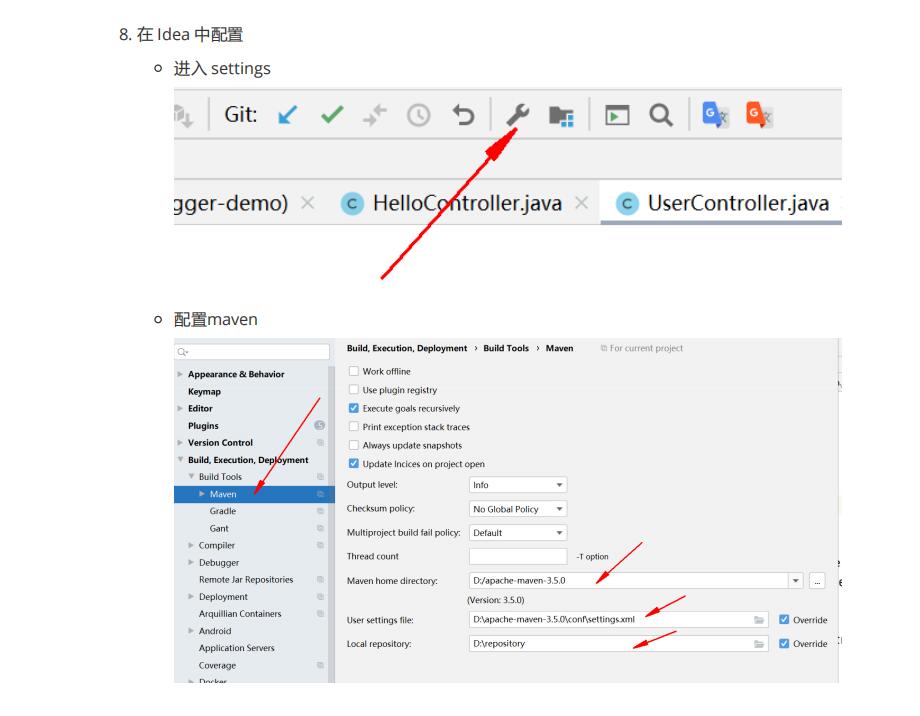 8. 在 Idea 中配置
进入 settings
Git:
gger-demo)
HelloController.java
UserController.java
配置maven
Build, Execution, Deployment › Build Tools › Maven
For current project
Appearance & Behavior
Keymap
Editor
Plugins 5
Version Control
Build, Execution, Deployment
Build Tools
Maven
Gradle
Gant
Compiler
Debugger
Remote Jar Repositories
Deployment
Arquillian Containers
Android
Application Servers
Coverage
Docker
Work offline
Use plugin registry
Execute goals recursively
Print exception stack traces
Always update snapshots
Update Incices on project open
Output level: Info
Checksum policy: No Global Policy
Multiproject build fail policy: Default
Thread count -T option
Maven home directory: D:/apache-maven-3.5.0 ...
(Version: 3.5.0)
User settings file: D:\apache-maven-3.5.0\conf\settings.xml Override
Local repository: D:\repository Override